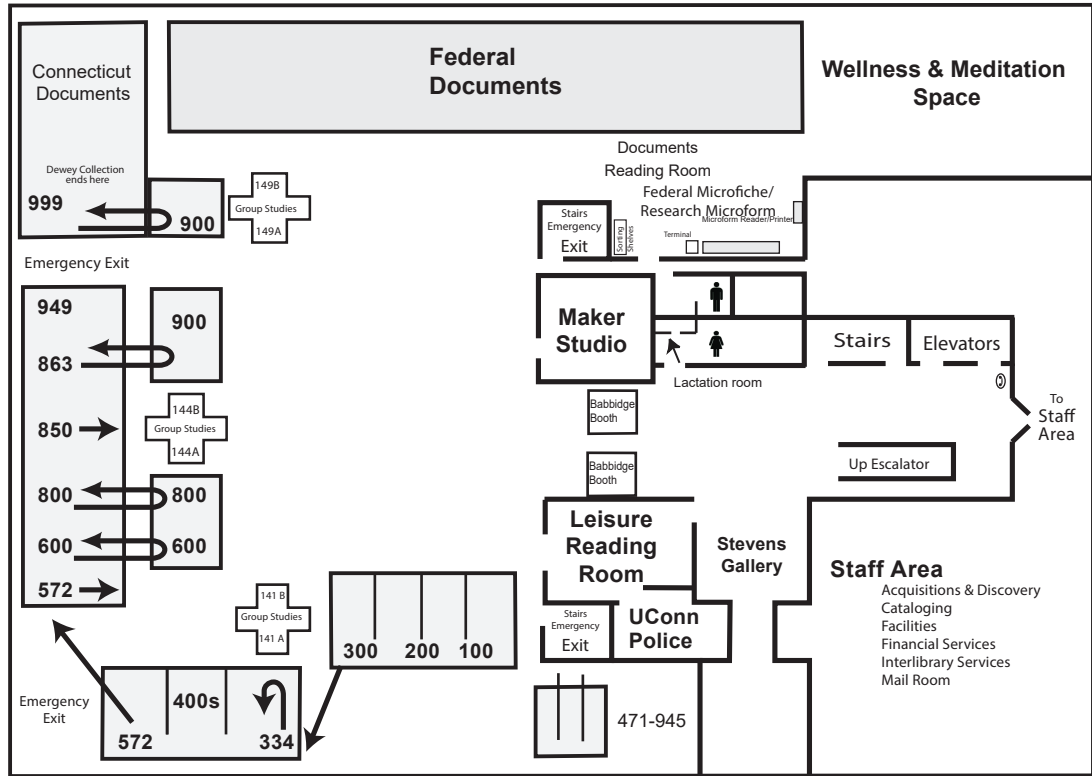 Connecticut
Documents
Dewey Collection
ends here
999
900
149B
Group Studies
149A
Federal
Documents
Wellness & Meditation
Space
Documents
Reading Room
Federal Microfiche/
Research Microform
Microform Reader/Printer
Terminal
Sorting
Shelves
Stairs
Emergency
Exit
Emergency Exit
949
900
863
144B
Group Studies
144A
850
800
800
600
600
572
Maker
Studio
Lactation room
Stairs
Elevators
To
Staff
Area
Babbidge
Booth
Babbidge
Booth
Up Escalator
Leisure
Reading
Room
Stevens
Gallery
Staff Area
Acquisitions & Discovery
Cataloging
Facilities
Financial Services
Interlibrary Services
Mail Room
141 B
Group Studies
141 A
300
200
100
Stairs
Emergency
Exit
UConn
Police
Emergency
Exit
400s
572
334
471-945